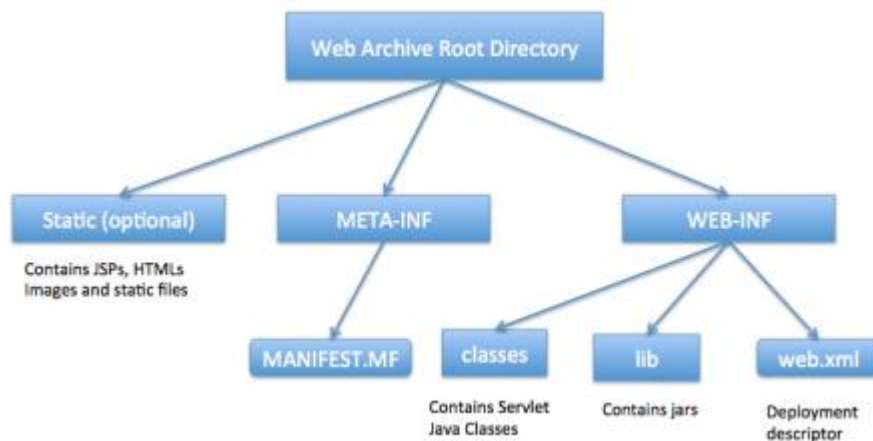 Web Archive Root Directory
Static (optional)
META-INF
WEB-INF
Contains JSPs, HTMLs
Images and static files
MANIFEST.MF
classes
lib
web.xml
Contains Servlet
Java Classes
Contains jars
Deployment
descriptor